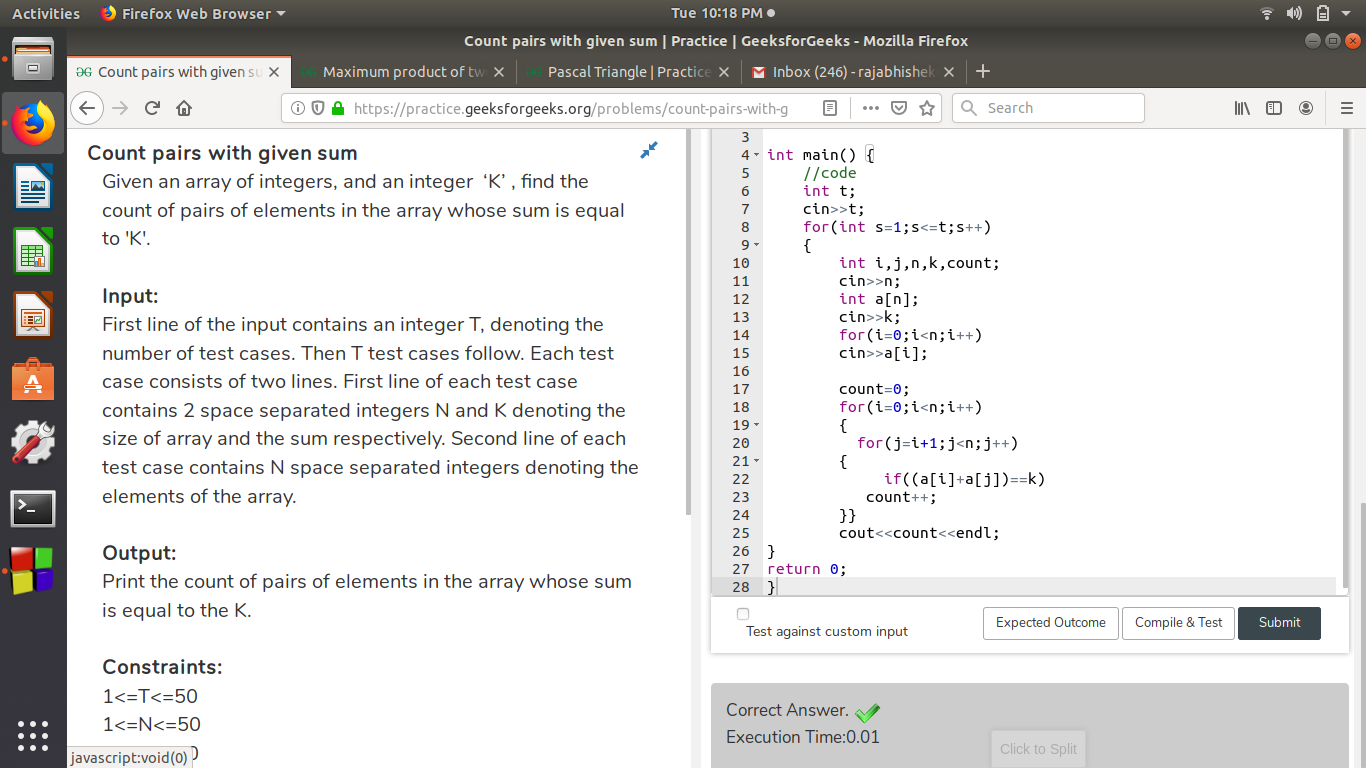 Activities
Firefox Web Browser
Tue 10:18 PM
Count pairs with given sum | Practice | GeeksforGeeks - Mozilla Firefox
Count pairs with given su
Maximum product of tw
Pascal Triangle | Practice
Inbox (246) - rajabhishek
https://practice.geeksforgeeks.org/problems/count-pairs-with-g
Search
Count pairs with given sum
Given an array of integers, and an integer ‘K’ , find the
count of pairs of elements in the array whose sum is equal
to 'K'.
Input:
First line of the input contains an integer T, denoting the
number of test cases. Then T test cases follow. Each test
case consists of two lines. First line of each test case
contains 2 space separated integers N and K denoting the
size of array and the sum respectively. Second line of each
test case contains N space separated integers denoting the
elements of the array.
Output:
Print the count of pairs of elements in the array whose sum
is equal to the K.
Constraints:
1<=T<=50
1<=N<=50
javascript:void(0)
3
4 int main() {
5 //code
6 int t;
7 cin>>t;
8 for(int s=1;s<=t;s++)
9 {
10 int i,j,n,k,count;
11 cin>>n;
12 int a[n];
13 cin>>k;
14 for(i=0;i<n;i++)
15 cin>>a[i];
16
17 count=0;
18 for(i=0;i<n;i++)
19 {
20 for(j=i+1;j<n;j++)
21 {
22 if((a[i]+a[j])==k)
23 count++;
24 }}
25 cout<<count<<endl;
26 }
27 return 0;
28 }
Test against custom input
Expected Outcome
Compile & Test
Submit
Correct Answer.
Execution Time:0.01
Click to Split